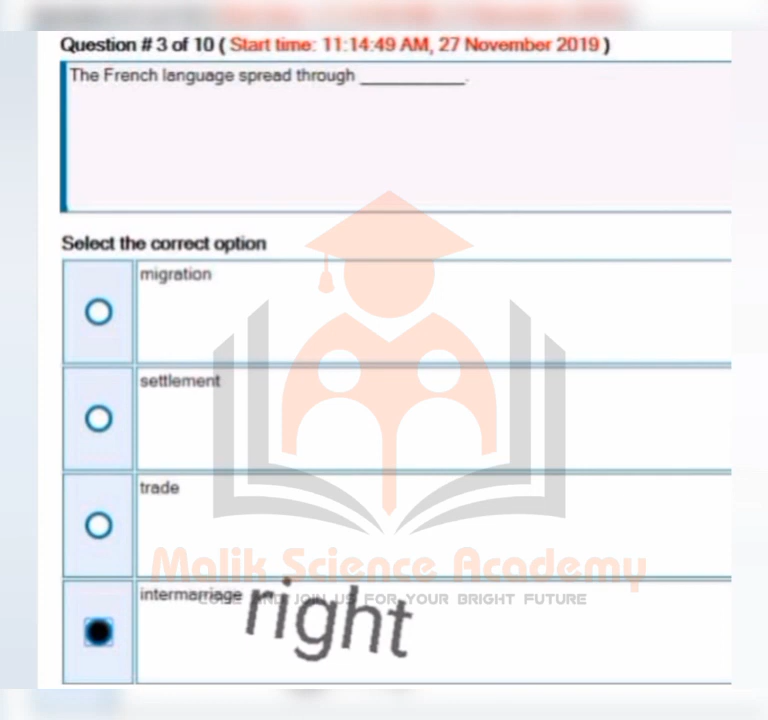 Question # 3 of 10 ( Start time: 11:14:49 AM, 27 November 2019 )
The French language spread through ___________.
Select the correct option
migration
settlement
trade
Malik Science Academy
intermarriage right
JOIN US FOR YOUR BRIGHT FUTURE